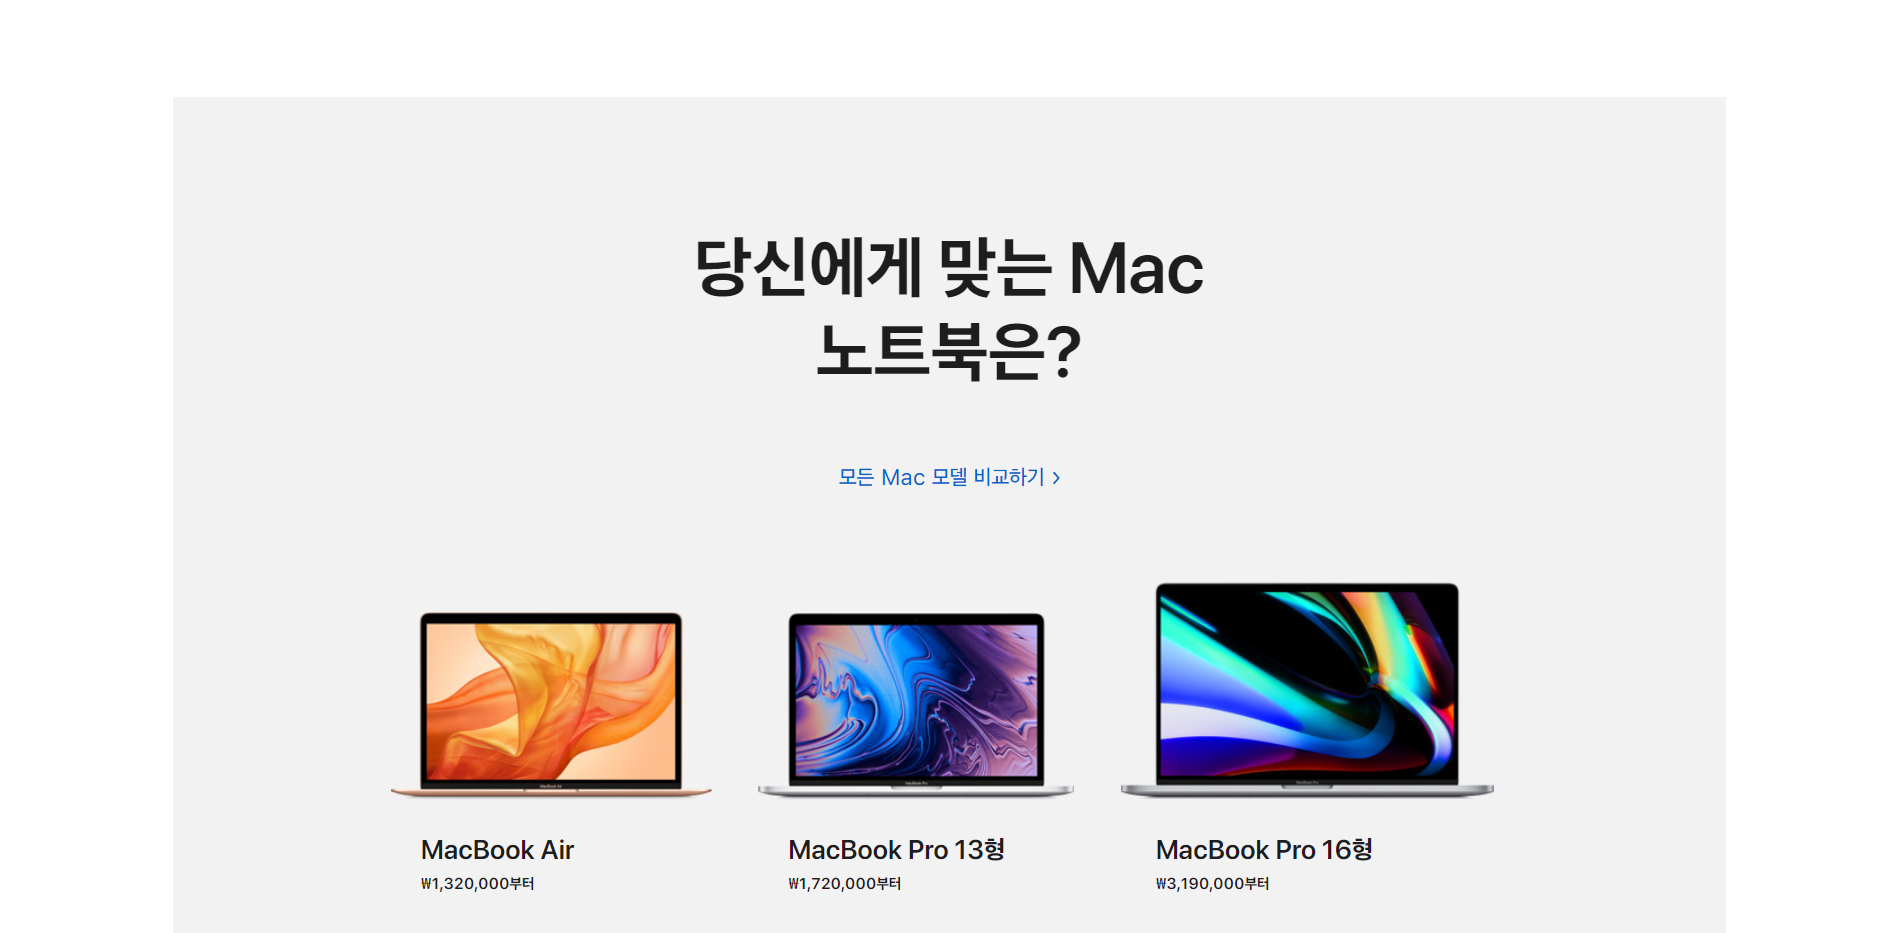 당신에게 맞는 Mac
노트북은?
모든 Mac 모델 비교하기 >
MacBook Air
₩1,320,000부터
MacBook Pro 13형
₩1,720,000부터
MacBook Pro 16형
₩3,190,000부터